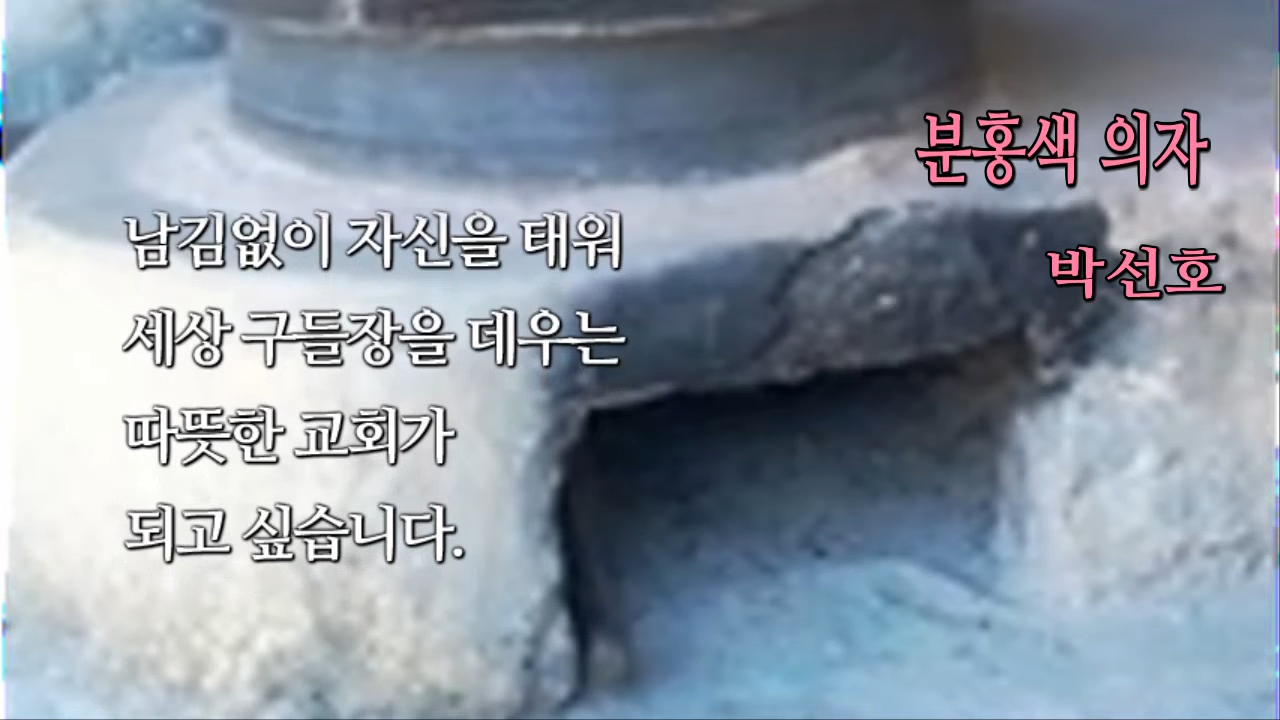 분홍색 의자
박선호
남김없이 자신을 태워
세상 구들장을 데우는
따뜻한 교회가
되고 싶습니다.